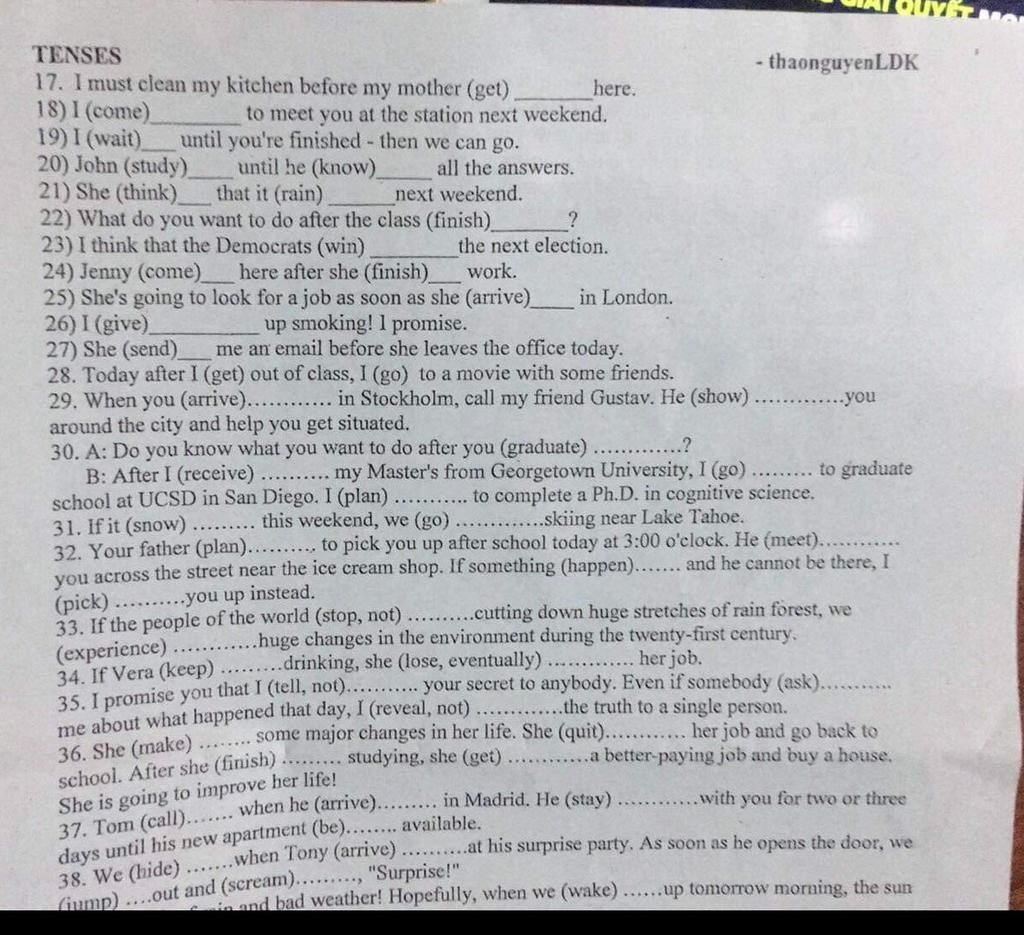 GIẢI QUYẾT
TENSES - thaonguyenLDK
17. I must clean my kitchen before my mother (get) _______here.
18) I (come)_________ to meet you at the station next weekend.
19) I (wait)___ until you're finished - then we can go.
20) John (study)____ until he (know)_____ all the answers.
21) She (think)___ that it (rain) ______next weekend.
22) What do you want to do after the class (finish)_______?
23) I think that the Democrats (win) ________the next election.
24) Jenny (come)___ here after she (finish)___ work.
25) She's going to look for a job as soon as she (arrive)____ in London.
26) I (give)__________ up smoking! I promise.
27) She (send)___ me an email before she leaves the office today.
28. Today after I (get) out of class, I (go) to a movie with some friends.
29. When you (arrive)............ in Stockholm, call my friend Gustav. He (show) .............you
around the city and help you get situated.
30. A: Do you know what you want to do after you (graduate) .............?
B: After I (receive) .......... my Master's from Georgetown University, I (go) ......... to graduate
school at UCSD in San Diego. I (plan) ........... to complete a Ph.D. in cognitive science.
31. If it (snow) ......... this weekend, we (go) .............skiing near Lake Tahoe.
32. Your father (plan).........., to pick you up after school today at 3:00 o'clock. He (meet)............
you across the street near the ice cream shop. If something (happen)....... and he cannot be there, I
(pick) ..........you up instead.
33. If the people of the world (stop, not) ..........cutting down huge stretches of rain forest, we
(experience) ............huge changes in the environment during the twenty-first century.
34. If Vera (keep) .........drinking, she (lose, eventually) ............. her job.
35. I promise you that I (tell, not)........... your secret to anybody. Even if somebody (ask)...........
me about what happened that day, I (reveal, not) .............the truth to a single person.
36. She (make) ........ some major changes in her life. She (quit)............ her job and go back to
school. After she (finish) ......... studying, she (get) ............a better-paying job and buy a house.
She is going to improve her life!
37. Tom (call)....... when he (arrive)......... in Madrid. He (stay) ............with you for two or three
days until his new apartment (be)........ available.
38. We (hide) .......when Tony (arrive) ..........at his surprise party. As soon as he opens the door, we
(jump) ....out and (scream)........., "Surprise!"
and bad weather! Hopefully, when we (wake) ......up tomorrow morning, the sun